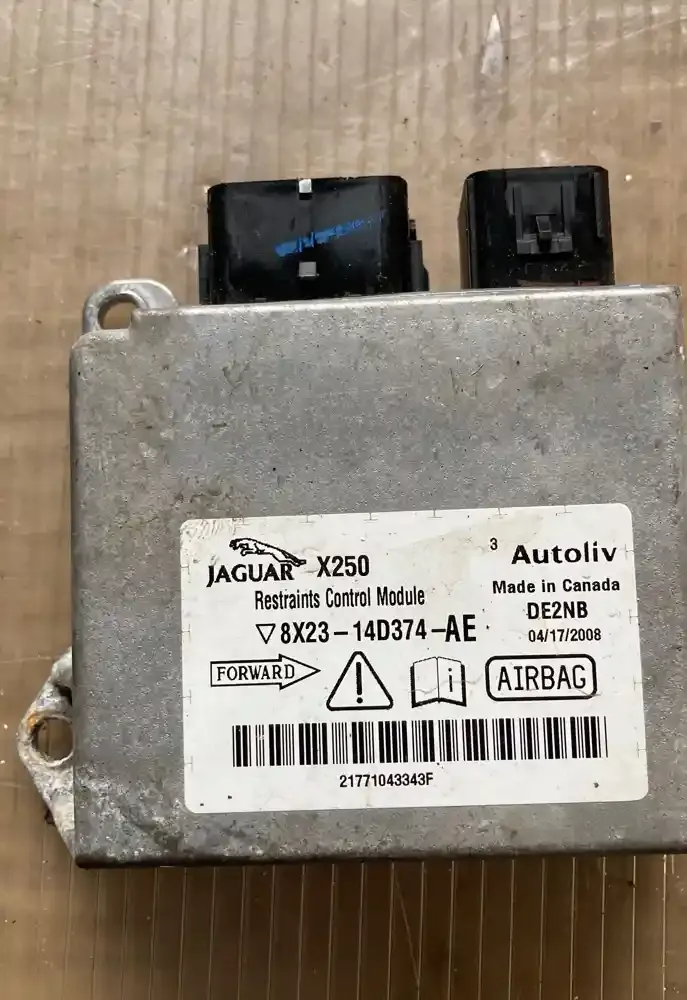 JAGUAR X250
3 Autoliv
Made in Canada
Restraints Control Module
DE2NB
8X23-14D374-AE
04/17/2008
FORWARD
i
AIRBAG
21771043343F